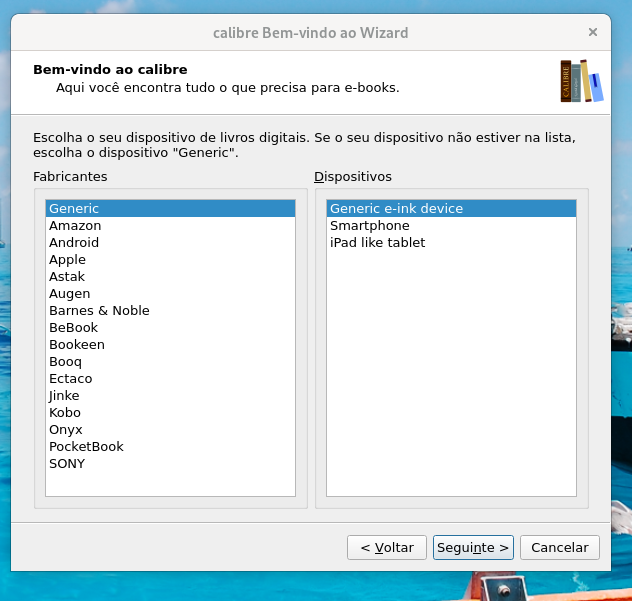 calibre Bem-vindo ao Wizard
Bem-vindo ao calibre
Aqui você encontra tudo o que precisa para e-books.
CALIBRE
Escolha o seu dispositivo de livros digitais. Se o seu dispositivo não estiver na lista,
escolha o dispositivo "Generic".
Fabricantes
Generic
Amazon
Android
Apple
Astak
Augen
Barnes & Noble
BeBook
Bookeen
Booq
Ectaco
Jinke
Kobo
Onyx
PocketBook
SONY
Dispositivos
Generic e-ink device
Smartphone
iPad like tablet
< Voltar
Seguinte >
Cancelar